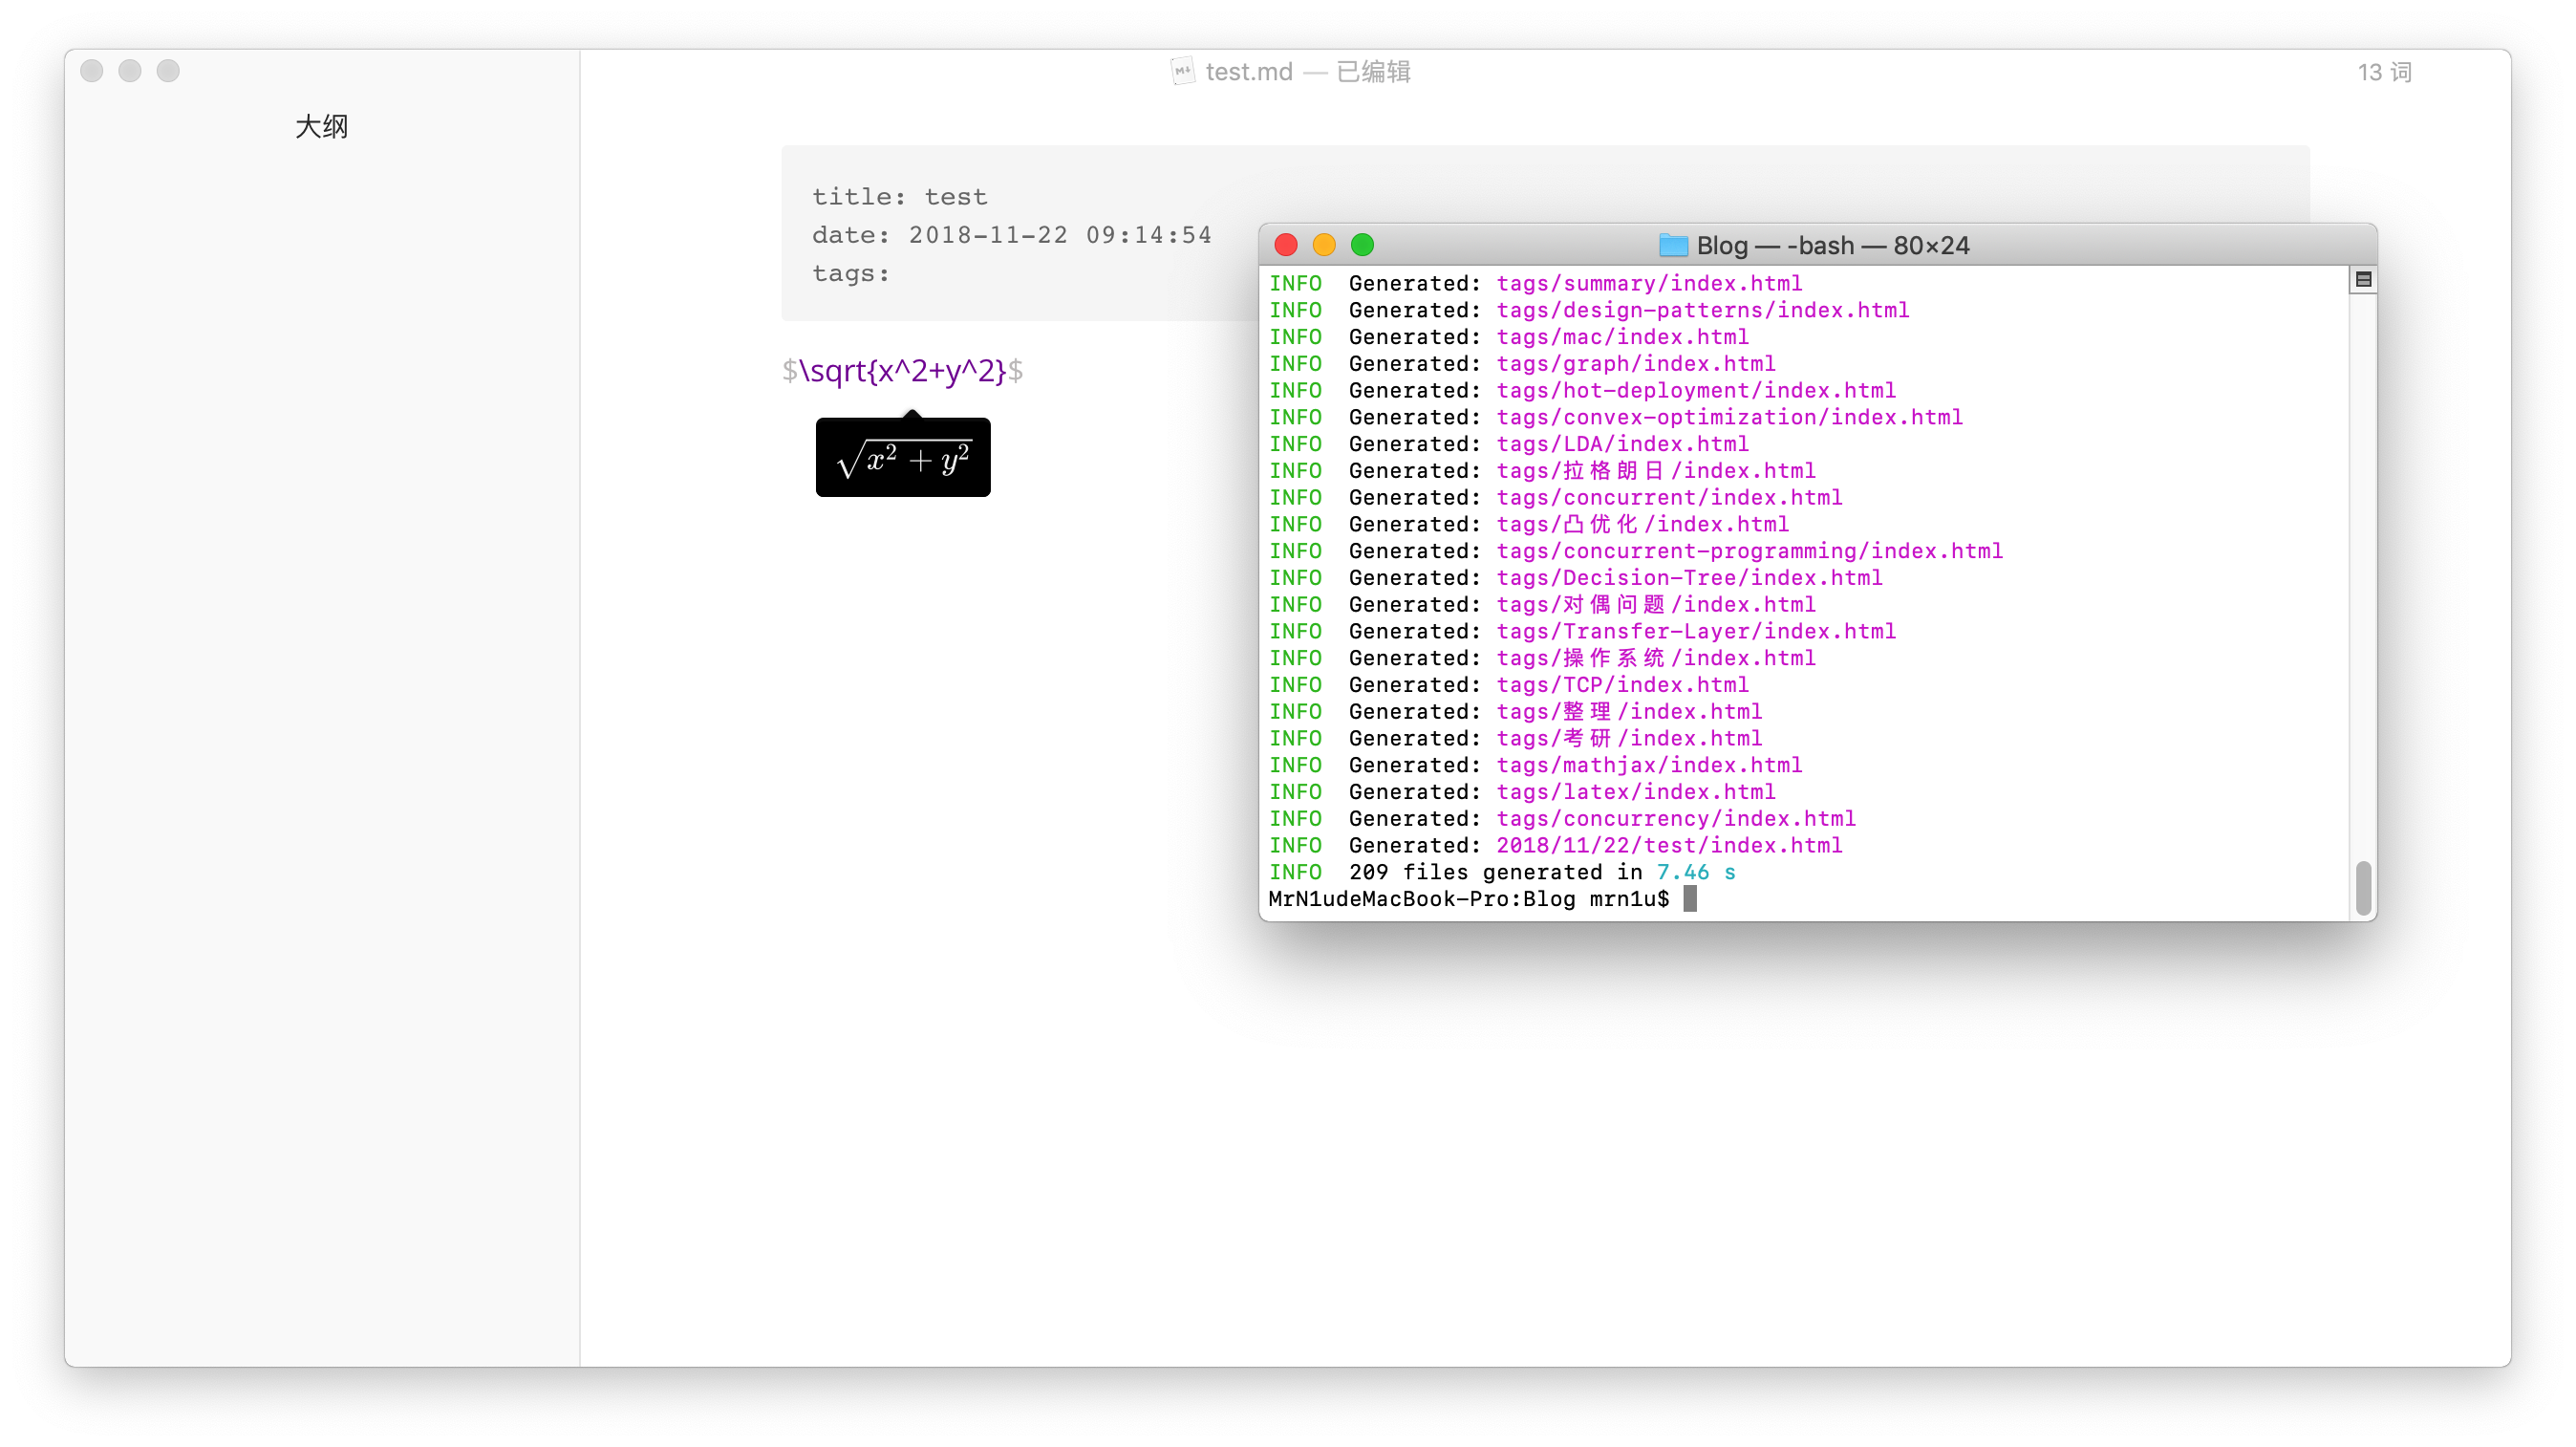 test.md — 已编辑
13 词
大纲
title: test
date: 2018-11-22 09:14:54
tags:
$\sqrt{x^2+y^2}$
√x² + y²
Blog — -bash — 80×24
INFO  Generated: tags/summary/index.html
INFO  Generated: tags/design-patterns/index.html
INFO  Generated: tags/mac/index.html
INFO  Generated: tags/graph/index.html
INFO  Generated: tags/hot-deployment/index.html
INFO  Generated: tags/convex-optimization/index.html
INFO  Generated: tags/LDA/index.html
INFO  Generated: tags/拉格朗日/index.html
INFO  Generated: tags/concurrent/index.html
INFO  Generated: tags/凸优化/index.html
INFO  Generated: tags/concurrent-programming/index.html
INFO  Generated: tags/Decision-Tree/index.html
INFO  Generated: tags/对偶问题/index.html
INFO  Generated: tags/Transfer-Layer/index.html
INFO  Generated: tags/操作系统/index.html
INFO  Generated: tags/TCP/index.html
INFO  Generated: tags/整理/index.html
INFO  Generated: tags/考研/index.html
INFO  Generated: tags/mathjax/index.html
INFO  Generated: tags/latex/index.html
INFO  Generated: tags/concurrency/index.html
INFO  Generated: 2018/11/22/test/index.html
INFO  209 files generated in 7.46 s
MrN1udeMacBook-Pro:Blog mrn1u$